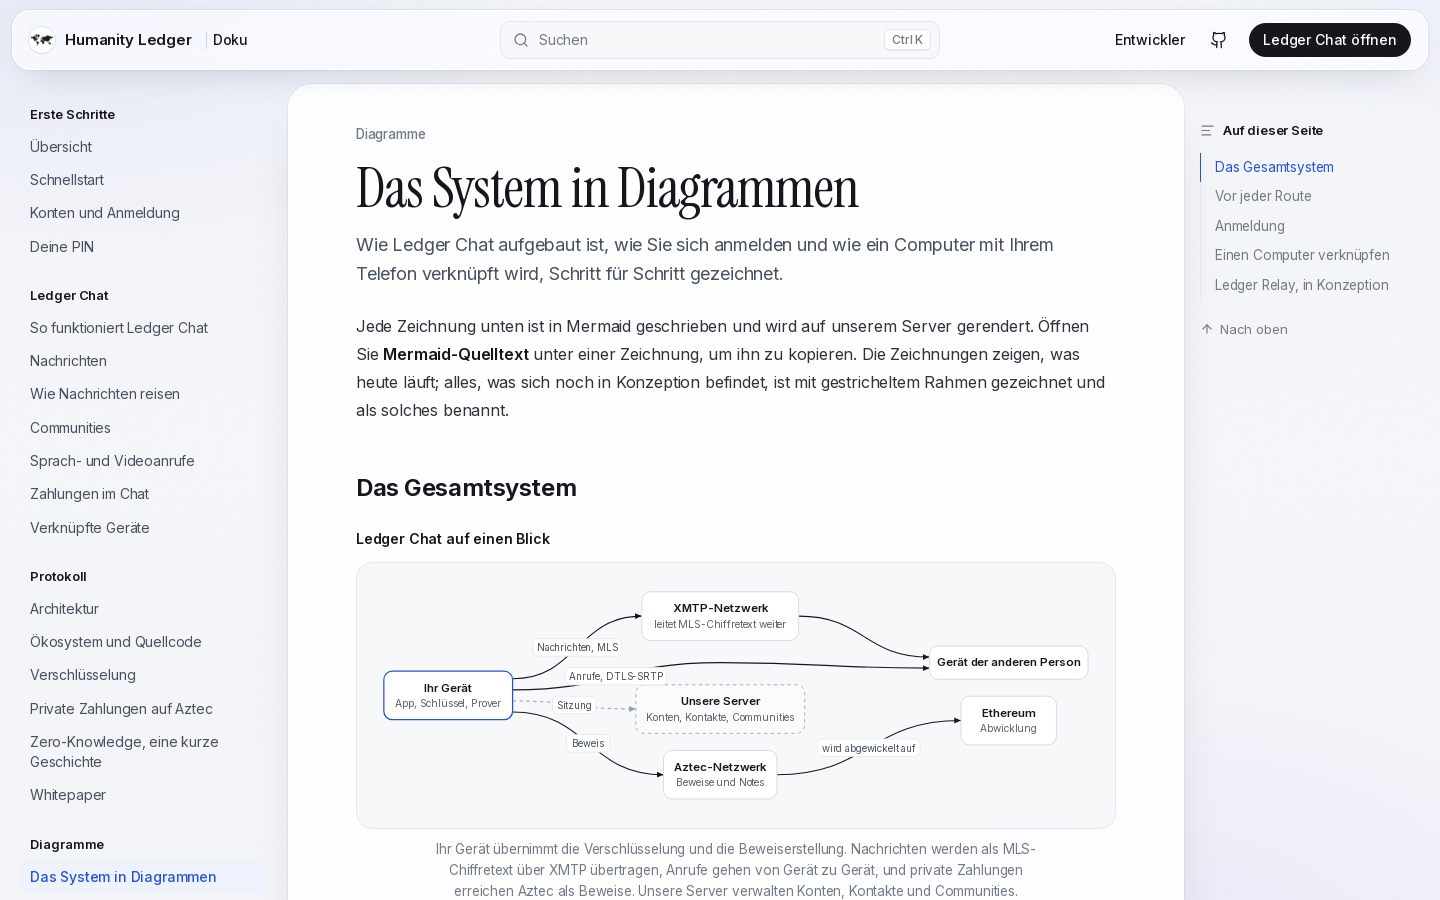 Humanity Ledger
Doku
Suchen
Ctrl K
Entwickler
Ledger Chat öffnen
Erste Schritte
Übersicht
Schnellstart
Konten und Anmeldung
Deine PIN
Ledger Chat
So funktioniert Ledger Chat
Nachrichten
Wie Nachrichten reisen
Communities
Sprach- und Videoanrufe
Zahlungen im Chat
Verknüpfte Geräte
Protokoll
Architektur
Ökosystem und Quellcode
Verschlüsselung
Private Zahlungen auf Aztec
Zero-Knowledge, eine kurze
Geschichte
Whitepaper
Diagramme
Das System in Diagrammen
Diagramme
Das System in Diagrammen
Wie Ledger Chat aufgebaut ist, wie Sie sich anmelden und wie ein Computer mit Ihrem
Telefon verknüpft wird, Schritt für Schritt gezeichnet.
Jede Zeichnung unten ist in Mermaid geschrieben und wird auf unserem Server gerendert. Öffnen
Sie Mermaid-Quelltext unter einer Zeichnung, um ihn zu kopieren. Die Zeichnungen zeigen, was
heute läuft; alles, was sich noch in Konzeption befindet, ist mit gestricheltem Rahmen gezeichnet und
als solches benannt.
Das Gesamtsystem
Ledger Chat auf einen Blick
XMTP-Netzwerk
leitet MLS-Chiffretext weiter
Nachrichten, MLS
Gerät der anderen Person
Anrufe, DTLS-SRTP
Ihr Gerät
App, Schlüssel, Prover
Sitzung
Unsere Server
Konten, Kontakte, Communities
Ethereum
Abwicklung
Beweis
wird abgewickelt auf
Aztec-Netzwerk
Beweise und Notes
Ihr Gerät übernimmt die Verschlüsselung und die Beweiserstellung. Nachrichten werden als MLS-
Chiffretext über XMTP übertragen, Anrufe gehen von Gerät zu Gerät, und private Zahlungen
erreichen Aztec als Beweise. Unsere Server verwalten Konten, Kontakte und Communities.
Auf dieser Seite
Das Gesamtsystem
Vor jeder Route
Anmeldung
Einen Computer verknüpfen
Ledger Relay, in Konzeption
Nach oben